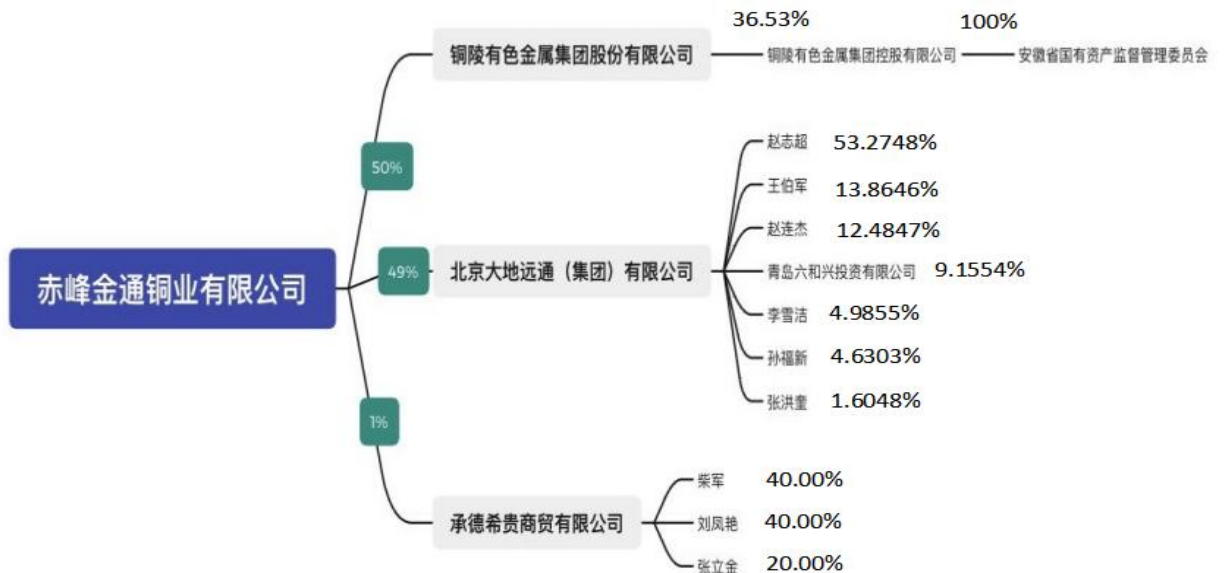 36.53%
100%
铜陵有色金属集团股份有限公司
铜陵有色金属集团控股有限公司
安徽省国有资产监督管理委员会
50%
赵志超 53.2748%
王伯军 13.8646%
赵连杰 12.4847%
赤峰金通铜业有限公司
49%
北京大地远通（集团）有限公司
青岛六和兴投资有限公司 9.1554%
李雪洁 4.9855%
孙福新 4.6303%
张洪奎 1.6048%
1%
承德希贵商贸有限公司
柴军 40.00%
刘凤艳 40.00%
张立金 20.00%